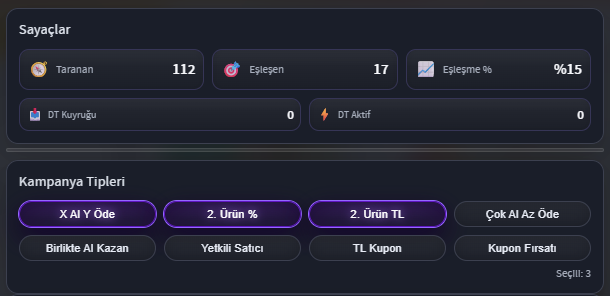 Sayaçlar
Taranan 112
Eşleşen 17
Eşleşme % %15
DT Kuyruğu 0
DT Aktif 0
Kampanya Tipleri
X Al Y Öde
2. Ürün %
2. Ürün TL
Çok Al Az Öde
Birlikte Al Kazan
Yetkili Satıcı
TL Kupon
Kupon Fırsatı
Seçili: 3